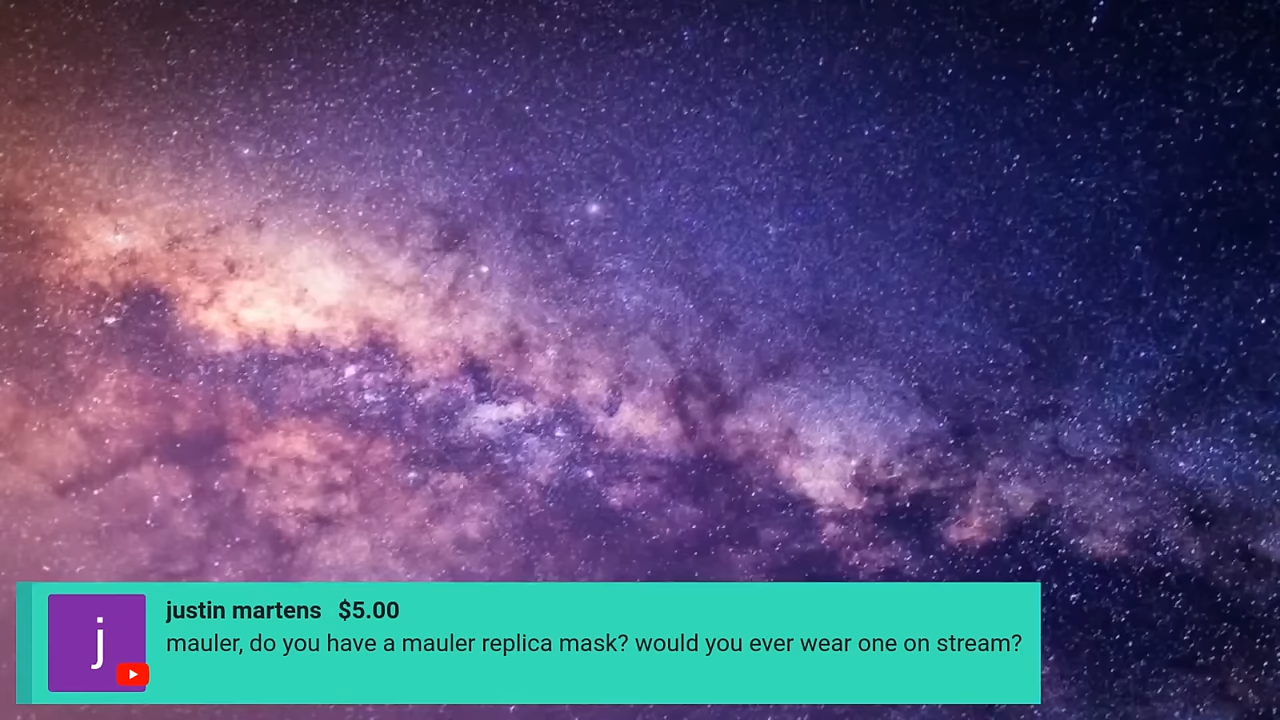 j
justin martens $5.00
mauler, do you have a mauler replica mask? would you ever wear one on stream?